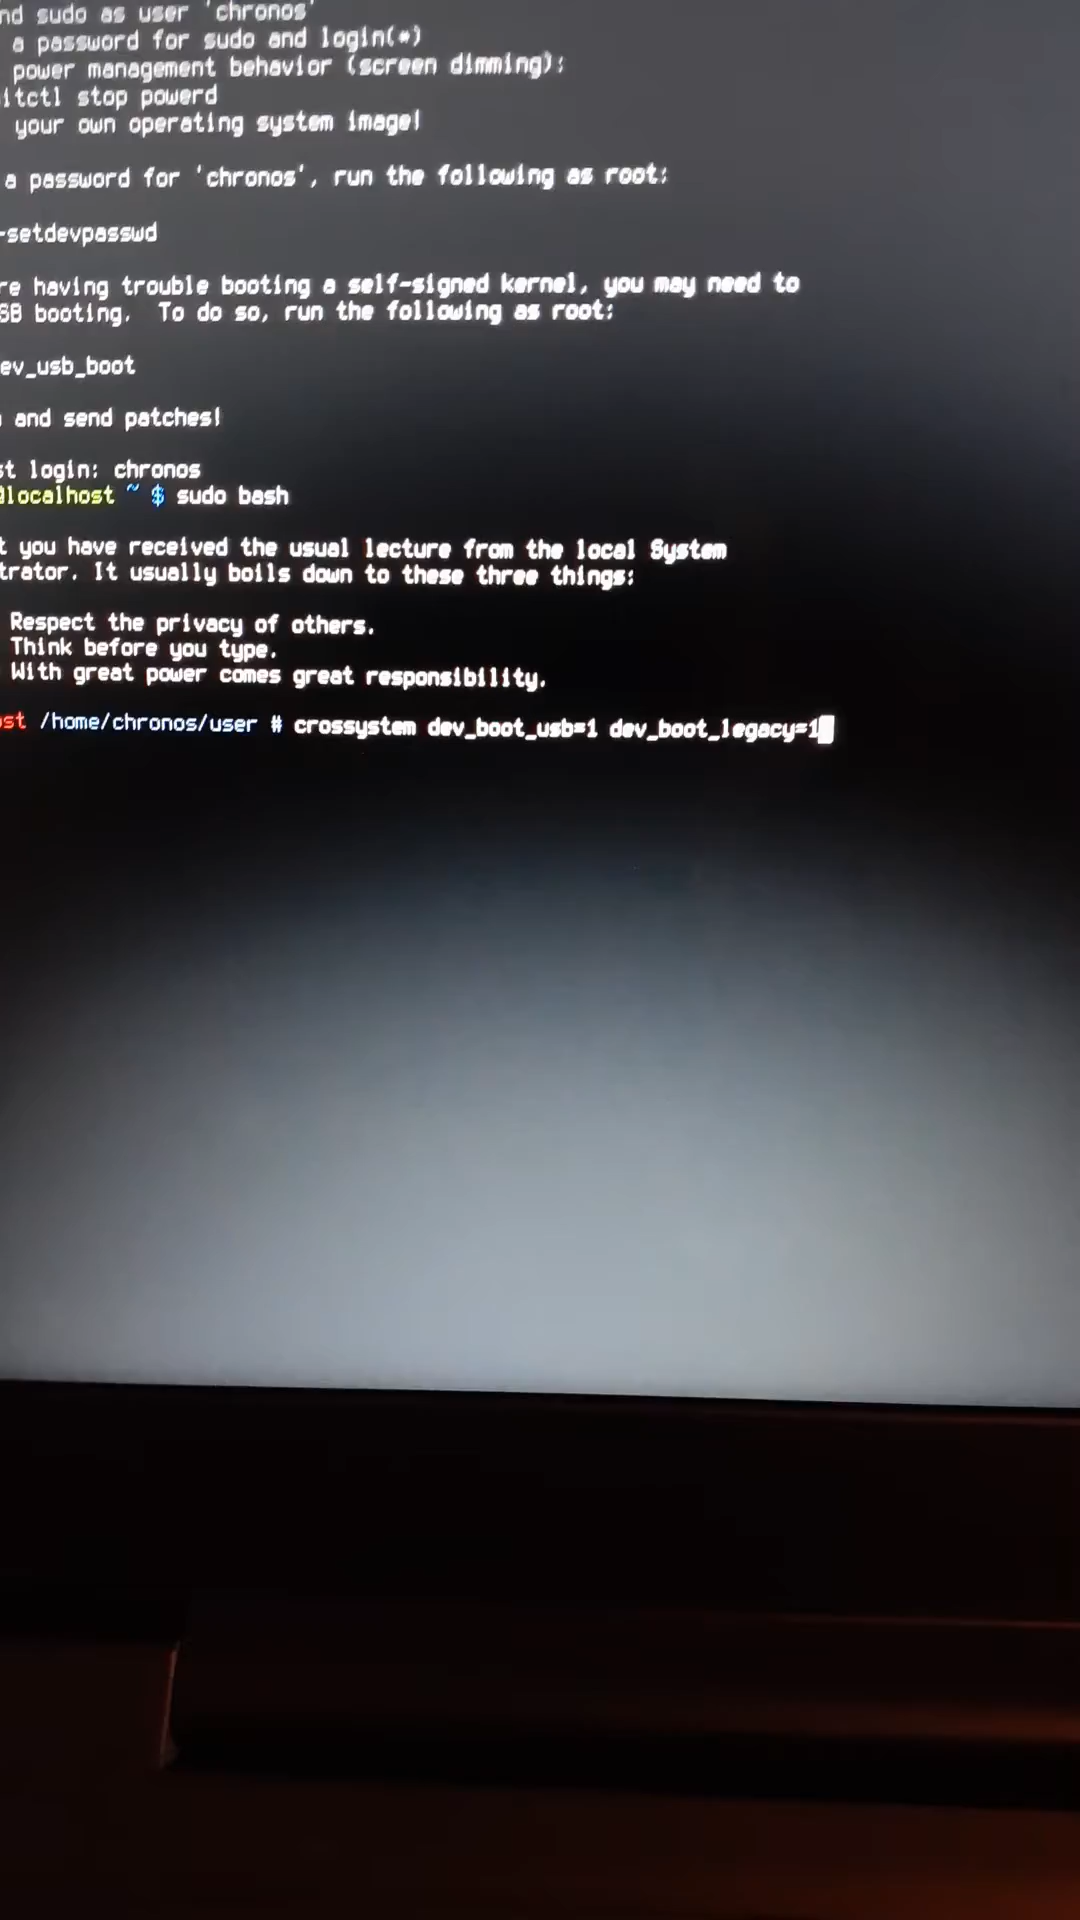 nd sudo as user 'chronos'
a password for sudo and login(*)
power management behavior (screen dimming):
itctl stop powerd
your own operating system image!
a password for 'chronos', run the following as root:
-setdevpasswd
re having trouble booting a self-signed kernel, you may need to
SB booting. To do so, run the following as root:
ev_usb_boot
and send patches!
st login: chronos
@localhost ~ $ sudo bash
t you have received the usual lecture from the local System
trator. It usually boils down to these three things:
Respect the privacy of others.
Think before you type.
With great power comes great responsibility.
ost /home/chronos/user # crossystem dev_boot_usb=1 dev_boot_legacy=1